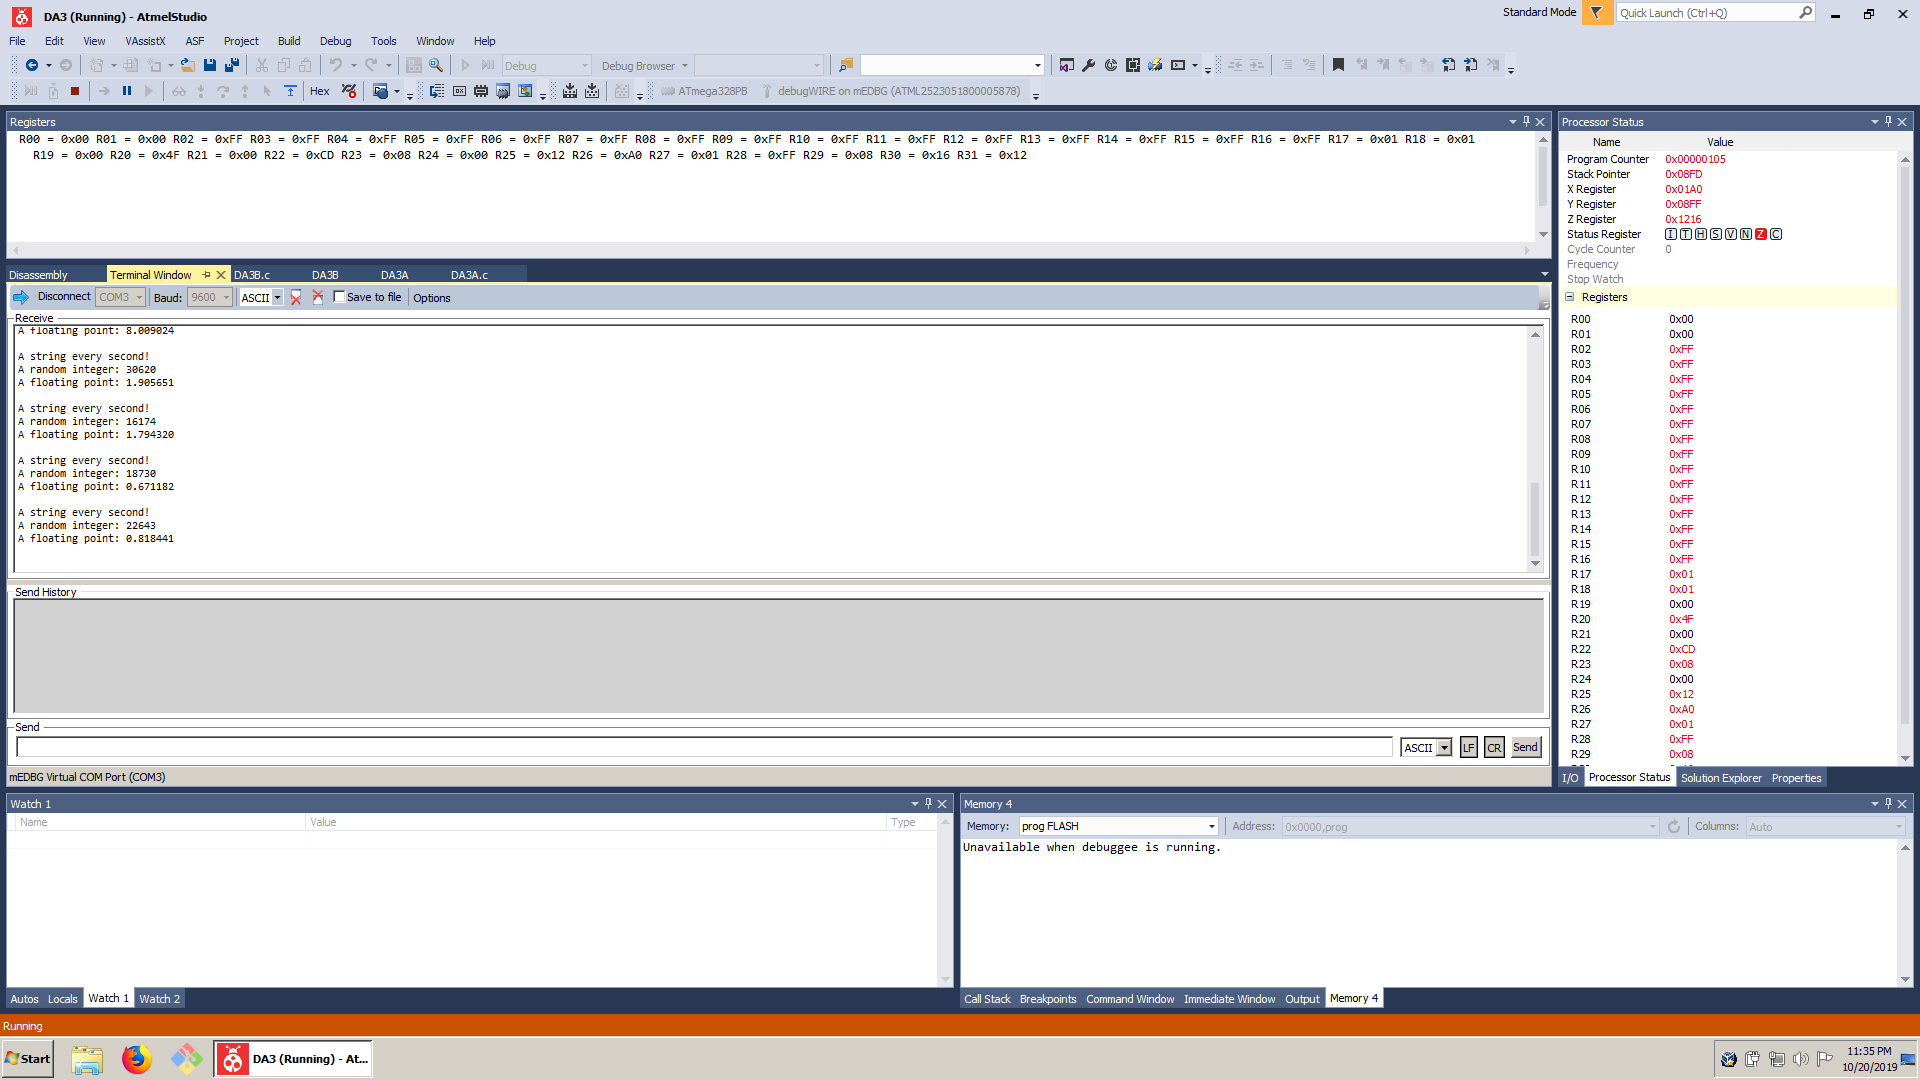 DA3 (Running) - AtmelStudio
Standard Mode
Quick Launch (Ctrl+Q)
File Edit View VAssistX ASF Project Build Debug Tools Window Help
Debug Debug Browser
Hex ATmega328PB debugWIRE on mEDBG (ATML2523051800005878)
Registers
R00 = 0x00 R01 = 0x00 R02 = 0xFF R03 = 0xFF R04 = 0xFF R05 = 0xFF R06 = 0xFF R07 = 0xFF R08 = 0xFF R09 = 0xFF R10 = 0xFF R11 = 0xFF R12 = 0xFF R13 = 0xFF R14 = 0xFF R15 = 0xFF R16 = 0xFF R17 = 0x01 R18 = 0x01
R19 = 0x00 R20 = 0x4F R21 = 0x00 R22 = 0xCD R23 = 0x08 R24 = 0x00 R25 = 0x12 R26 = 0xA0 R27 = 0x01 R28 = 0xFF R29 = 0x08 R30 = 0x16 R31 = 0x12
Disassembly Terminal Window DA3B.c DA3B DA3A DA3A.c
Disconnect COM3 Baud: 9600 ASCII Save to file Options
Receive
A floating point: 8.009024
A string every second!
A random integer: 30620
A floating point: 1.905651
A string every second!
A random integer: 16174
A floating point: 1.794320
A string every second!
A random integer: 18730
A floating point: 0.671182
A string every second!
A random integer: 22643
A floating point: 0.818441
Send History
Send
ASCII LF CR Send
mEDBG Virtual COM Port (COM3)
Processor Status
Name Value
Program Counter 0x00000105
Stack Pointer 0x08FD
X Register 0x01A0
Y Register 0x08FF
Z Register 0x1216
Status Register I T H S V N Z C
Cycle Counter 0
Frequency
Stop Watch
Registers
R00 0x00
R01 0x00
R02 0xFF
R03 0xFF
R04 0xFF
R05 0xFF
R06 0xFF
R07 0xFF
R08 0xFF
R09 0xFF
R10 0xFF
R11 0xFF
R12 0xFF
R13 0xFF
R14 0xFF
R15 0xFF
R16 0xFF
R17 0x01
R18 0x01
R19 0x00
R20 0x4F
R21 0x00
R22 0xCD
R23 0x08
R24 0x00
R25 0x12
R26 0xA0
R27 0x01
R28 0xFF
R29 0x08
I/O Processor Status Solution Explorer Properties
Watch 1
Name Value Type
Autos Locals Watch 1 Watch 2
Memory 4
Memory: prog FLASH Address: 0x0000,prog Columns: Auto
Unavailable when debuggee is running.
Call Stack Breakpoints Command Window Immediate Window Output Memory 4
Running
Start DA3 (Running) - At...
11:35 PM
10/20/2019